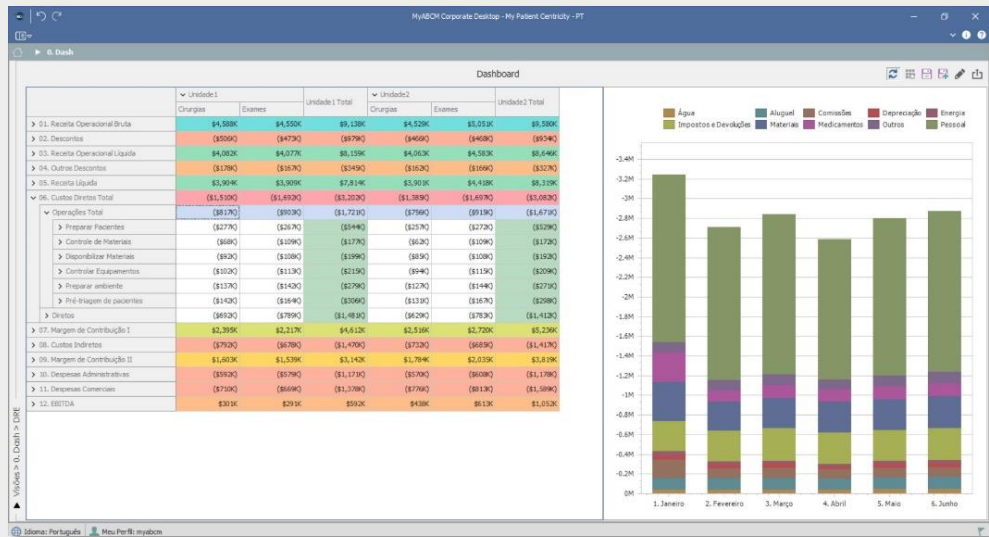 MyABCM Corporate Desktop - My Patient Centricity - PT
0. Dash
Dashboard
Unidade1 Unidade1 Total Unidade2 Unidade2 Total
Cirurgias Exames Cirurgias Exames
01. Receita Operacional Bruta $4,588K $4,550K $9,138K $4,529K $5,051K $9,580K
02. Descontos ($506K) ($473K) ($979K) ($466K) ($468K) ($934K)
03. Receita Operacional Líquida $4,082K $4,077K $8,159K $4,063K $4,583K $8,646K
04. Outros Descontos ($178K) ($167K) ($345K) ($162K) ($166K) ($327K)
05. Receita Líquida $3,904K $3,909K $7,814K $3,901K $4,418K $8,319K
06. Custos Diretos Total ($1,510K) ($1,692K) ($3,202K) ($1,385K) ($1,697K) ($3,082K)
Operações Total ($817K) ($903K) ($1,721K) ($756K) ($915K) ($1,671K)
Preparar Pacientes ($277K) ($267K) ($544K) ($257K) ($272K) ($529K)
Controle de Materiais ($68K) ($109K) ($177K) ($62K) ($109K) ($172K)
Disponibilizar Materiais ($92K) ($108K) ($199K) ($85K) ($108K) ($192K)
Controlar Equipamentos ($102K) ($113K) ($215K) ($94K) ($115K) ($209K)
Preparar ambiente ($137K) ($142K) ($279K) ($127K) ($144K) ($271K)
Pré-triagem de pacientes ($142K) ($164K) ($306K) ($131K) ($167K) ($298K)
Diretos ($692K) ($789K) ($1,481K) ($629K) ($783K) ($1,412K)
07. Margem de Contribuição I $2,395K $2,217K $4,612K $2,516K $2,720K $5,236K
08. Custos Indiretos ($792K) ($678K) ($1,470K) ($732K) ($685K) ($1,417K)
09. Margem de Contribuição II $1,603K $1,539K $3,142K $1,784K $2,035K $3,819K
10. Despesas Administrativas ($592K) ($579K) ($1,171K) ($570K) ($608K) ($1,178K)
11. Despesas Comerciais ($710K) ($669K) ($1,378K) ($776K) ($813K) ($1,589K)
12. EBITDA $301K $291K $592K $438K $613K $1,052K
Água Aluguel Comissões Depreciação Energia
Impostos e Devoluções Materiais Medicamentos Outros Pessoal
-3.4M
-3.2M
-3M
-2.8M
-2.6M
-2.4M
-2.2M
-2M
-1.8M
-1.6M
-1.4M
-1.2M
-1M
-0.8M
-0.6M
-0.4M
-0.2M
0M
1. Janeiro 2. Fevereiro 3. Março 4. Abril 5. Maio 6. Junho
Visões > 0. Dash > DRE
Idioma: Português Meu Perfil: myabcm